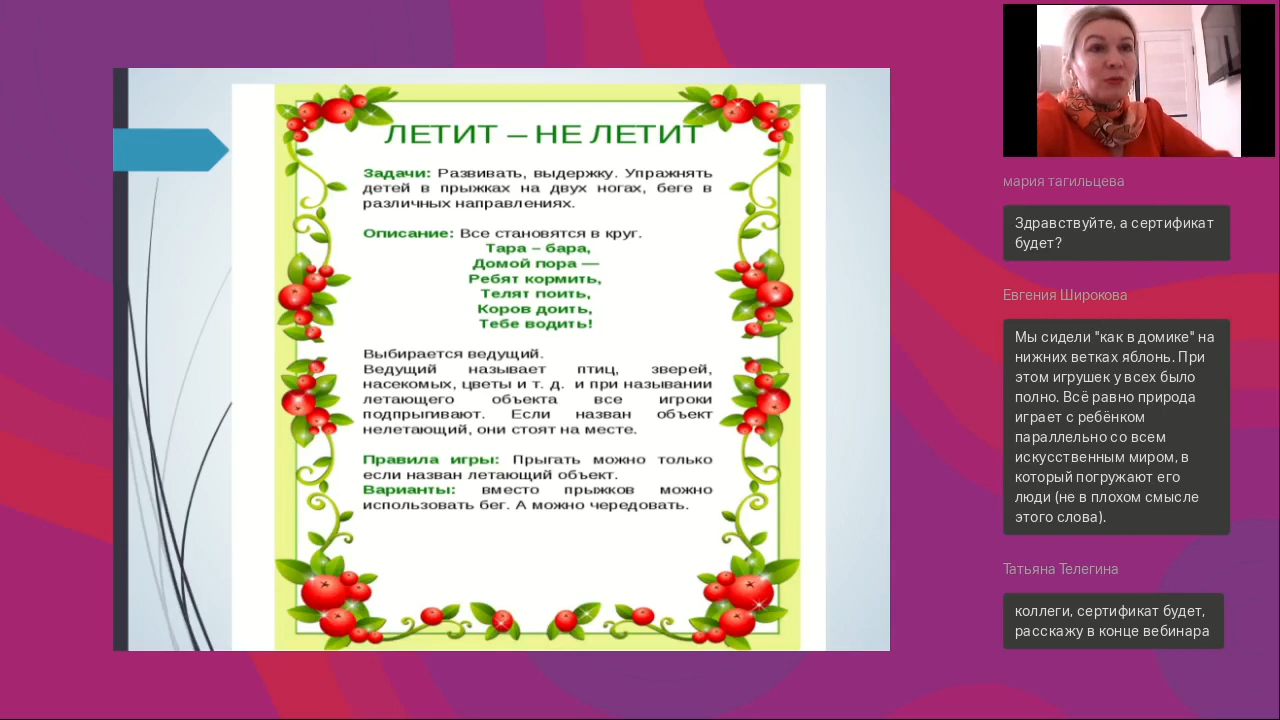 ЛЕТИТ – НЕ ЛЕТИТ
Задачи: Развивать, выдержку. Упражнять
детей в прыжках на двух ногах, беге в
различных направлениях.
Описание: Все становятся в круг.
Тара – бара,
Домой пора —
Ребят кормить,
Телят поить,
Коров доить,
Тебе водить!
Выбирается ведущий.
Ведущий называет птиц, зверей,
насекомых, цветы и т. д. и при назывании
летающего объекта все игроки
подпрыгивают. Если назван объект
нелетающий, они стоят на месте.
Правила игры: Прыгать можно только
если назван летающий объект.
Варианты: вместо прыжков можно
использовать бег. А можно чередовать.
мария тагильцева
Здравствуйте, а сертификат
будет?
Евгения Широкова
Мы сидели "как в домике" на
нижних ветках яблонь. При
этом игрушек у всех было
полно. Всё равно природа
играет с ребёнком
параллельно со всем
искусственным миром, в
который погружают его
люди (не в плохом смысле
этого слова).
Татьяна Телегина
коллеги, сертификат будет,
расскажу в конце вебинара